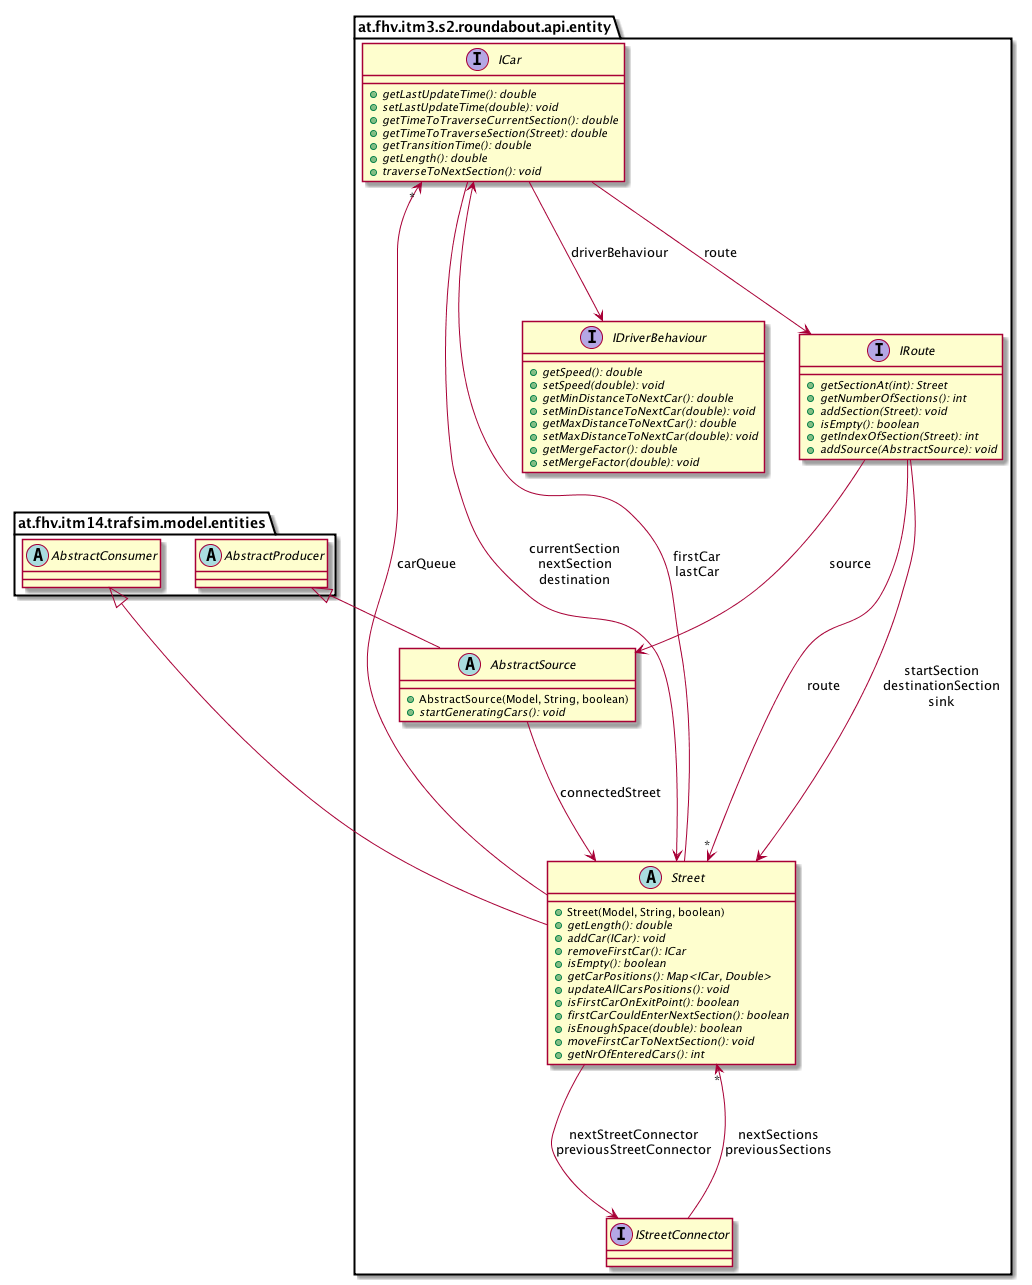 at.fhv.itm3.s2.roundabout.api.entity
I ICar
getLastUpdateTime(): double
setLastUpdateTime(double): void
getTimeToTraverseCurrentSection(): double
getTimeToTraverseSection(Street): double
getTransitionTime(): double
getLength(): double
traverseToNextSection(): void
*
driverBehaviour
route
I IDriverBehaviour
getSpeed(): double
setSpeed(double): void
getMinDistanceToNextCar(): double
setMinDistanceToNextCar(double): void
getMaxDistanceToNextCar(): double
setMaxDistanceToNextCar(double): void
getMergeFactor(): double
setMergeFactor(double): void
I IRoute
getSectionAt(int): Street
getNumberOfSections(): int
addSection(Street): void
isEmpty(): boolean
getIndexOfSection(Street): int
addSource(AbstractSource): void
at.fhv.itm14.trafsim.model.entities
A AbstractConsumer
A AbstractProducer
carQueue
currentSection
nextSection
destination
firstCar
lastCar
source
A AbstractSource
AbstractSource(Model, String, boolean)
startGeneratingCars(): void
route
startSection
destinationSection
sink
connectedStreet
*
A Street
Street(Model, String, boolean)
getLength(): double
addCar(ICar): void
removeFirstCar(): ICar
isEmpty(): boolean
getCarPositions(): Map<ICar, Double>
updateAllCarsPositions(): void
isFirstCarOnExitPoint(): boolean
firstCarCouldEnterNextSection(): boolean
isEnoughSpace(double): boolean
moveFirstCarToNextSection(): void
getNrOfEnteredCars(): int
*
nextStreetConnector
previousStreetConnector
nextSections
previousSections
I IStreetConnector